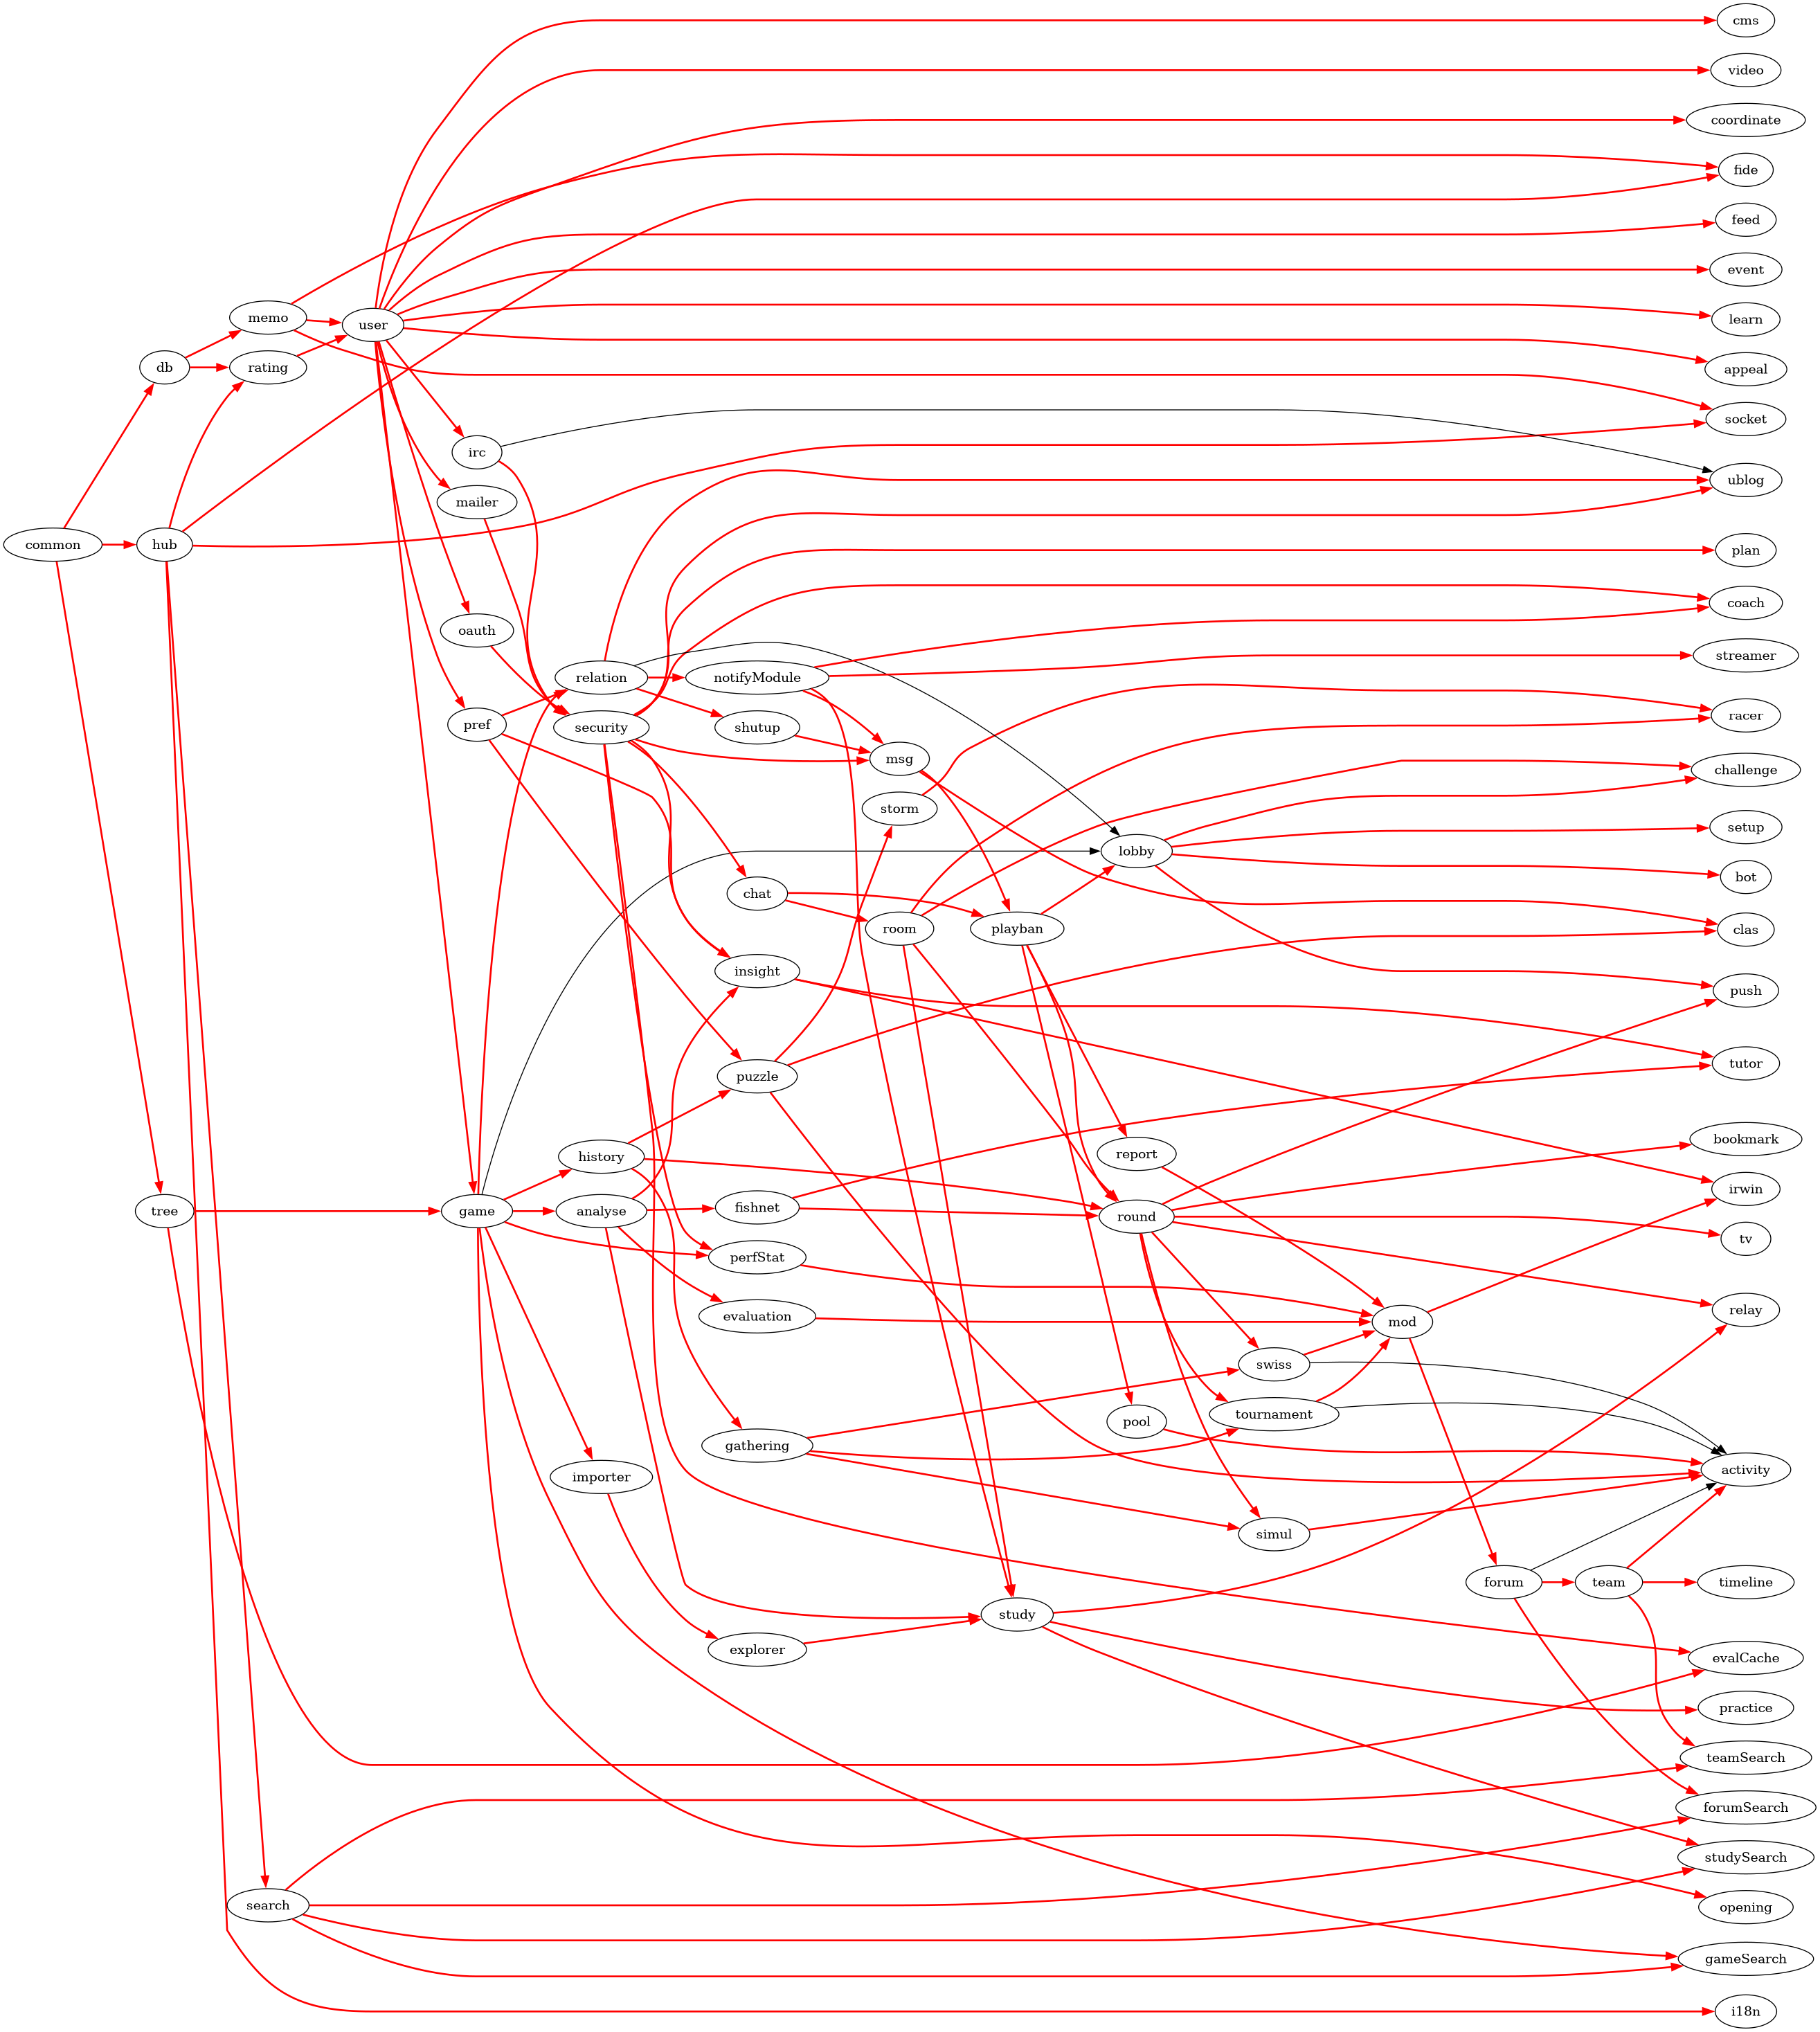 cms
video
coordinate
fide
feed
event
memo
learn
user
db
rating
appeal
socket
irc
ublog
mailer
common
hub
plan
coach
oauth
streamer
relation
notifyModule
racer
pref
security
shutup
msg
challenge
storm
setup
lobby
bot
chat
room
playban
clas
insight
push
tutor
puzzle
bookmark
report
history
irwin
tree
game
analyse
fishnet
round
tv
perfStat
relay
evaluation
mod
swiss
tournament
pool
gathering
activity
importer
simul
forum
team
timeline
study
explorer
evalCache
practice
teamSearch
forumSearch
studySearch
search
opening
gameSearch
i18n